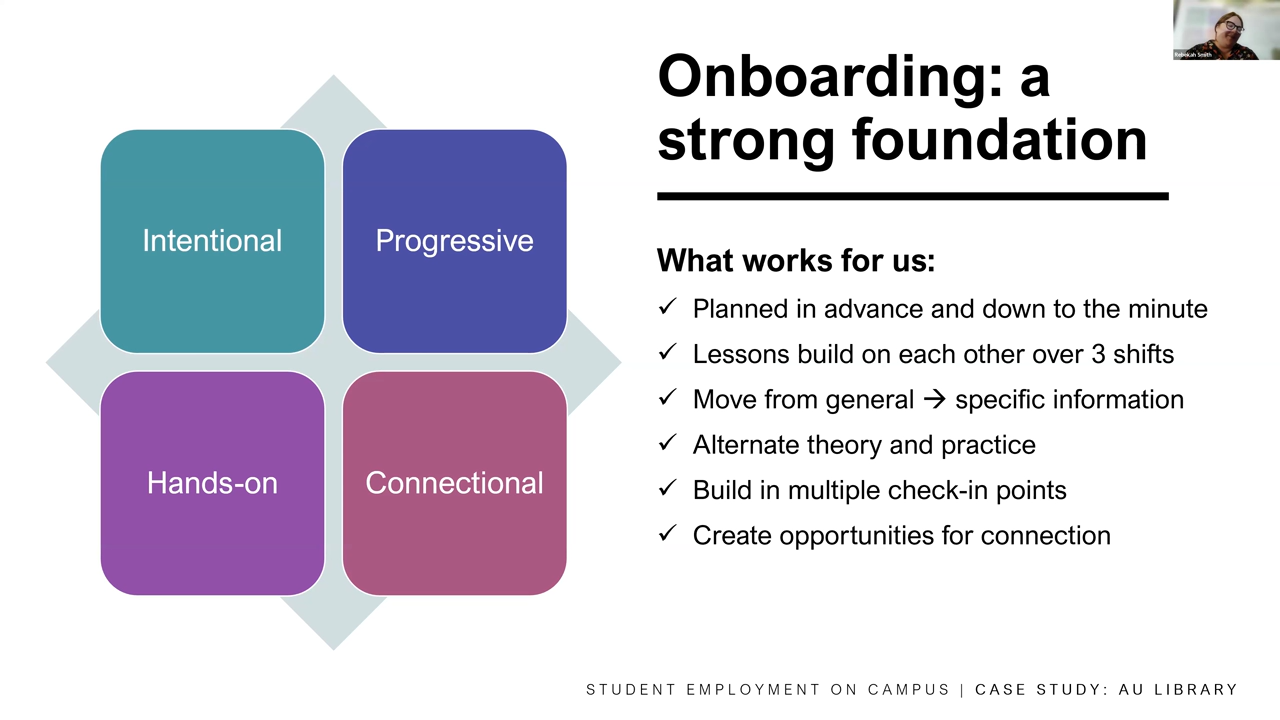 Onboarding: a
strong foundation
Intentional
Progressive
Hands-on
Connectional
What works for us:
✓ Planned in advance and down to the minute
✓ Lessons build on each other over 3 shifts
✓ Move from general → specific information
✓ Alternate theory and practice
✓ Build in multiple check-in points
✓ Create opportunities for connection
STUDENT EMPLOYMENT ON CAMPUS | CASE STUDY: AU LIBRARY
Rebekah Smith